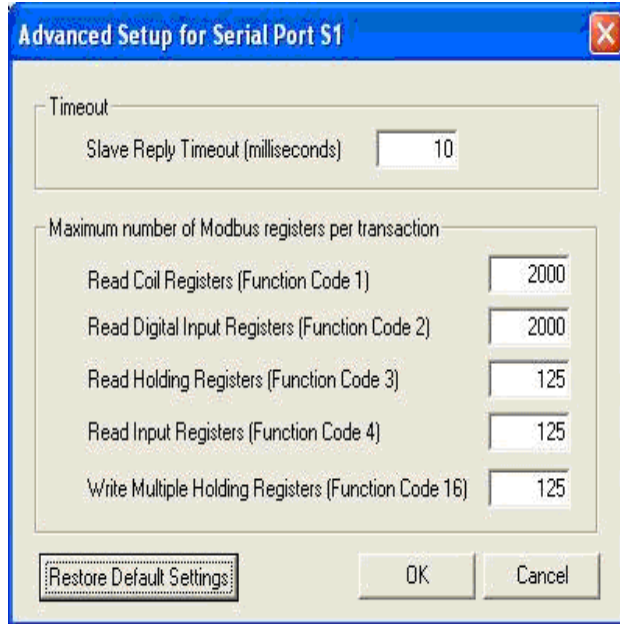 Advanced Setup for Serial Port S1
Timeout
Slave Reply Timeout (milliseconds) 10
Maximum number of Modbus registers per transaction
Read Coil Registers (Function Code 1) 2000
Read Digital Input Registers (Function Code 2) 2000
Read Holding Registers (Function Code 3) 125
Read Input Registers (Function Code 4) 125
Write Multiple Holding Registers (Function Code 16) 125
Restore Default Settings OK Cancel